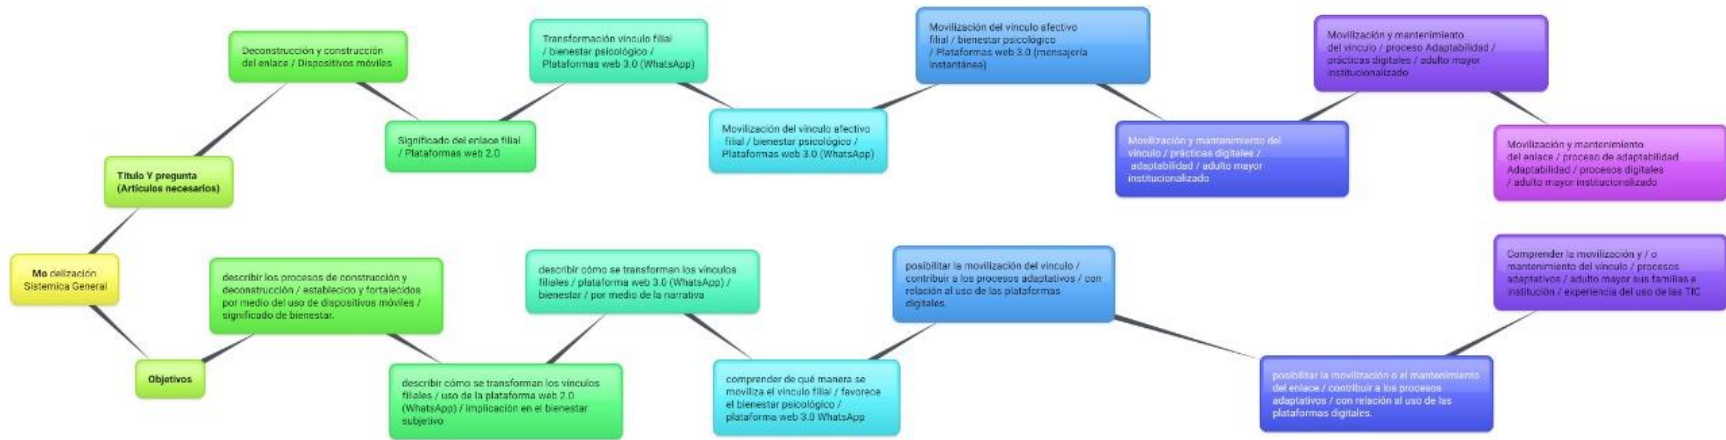 Mo delización
Sistemica General
Título Y pregunta
(Artículos necesarios)
Deconstrucción y construcción
del enlace / Dispositivos móviles
Significado del enlace filial
/ Plataformas web 2.0
Transformación vinculo filial
/ bienestar psicológico /
Plataformas web 3.0 (WhatsApp)
Movilización del vínculo afectivo
filial / bienestar psicológico /
Plataformas web 3.0 (WhatsApp)
Movilización del vínculo afectivo
filial / bienestar psicológico
/ Plataformas web 3.0 (mensajería
instantánea)
Movilización y mantenimiento del
vínculo / prácticas digitales /
adaptabilidad / adulto mayor
institucionalizado
Movilización y mantenimiento
del vínculo / proceso Adaptabilidad /
prácticas digitales / adulto mayor
institucionalizado
Movilización y mantenimiento
del enlace / proceso de adaptabilidad
Adaptabilidad / procesos digitales
/ adulto mayor institucionalizado
Objetivos
describir los procesos de construcción y
deconstrucción / establecido y fortalecidos
por medio del uso de dispositivos móviles /
significado de bienestar.
describir cómo se transforman los vínculos
filiales / uso de la plataforma web 2.0
(WhatsApp) / implicación en el bienestar
subjetivo
describir cómo se transforman los vínculos
filiales / plataforma web 3.0 (WhatsApp) /
bienestar / por medio de la narrativa
comprender de qué manera se
moviliza el vínculo filial / favorece
el bienestar psicológico /
plataforma web 3.0 WhatsApp
posibilitar la movilización del vínculo /
contribuir a los procesos adaptativos / con
relación al uso de las plataformas
digitales.
posibilitar la movilización o el mantenimiento
del enlace / contribuir a los procesos
adaptativos / con relación al uso de las
plataformas digitales.
Comprender la movilización y / o
mantenimiento del vínculo / procesos
adaptativos / adulto mayor sus familias e
institución / experiencia del uso de las TIC